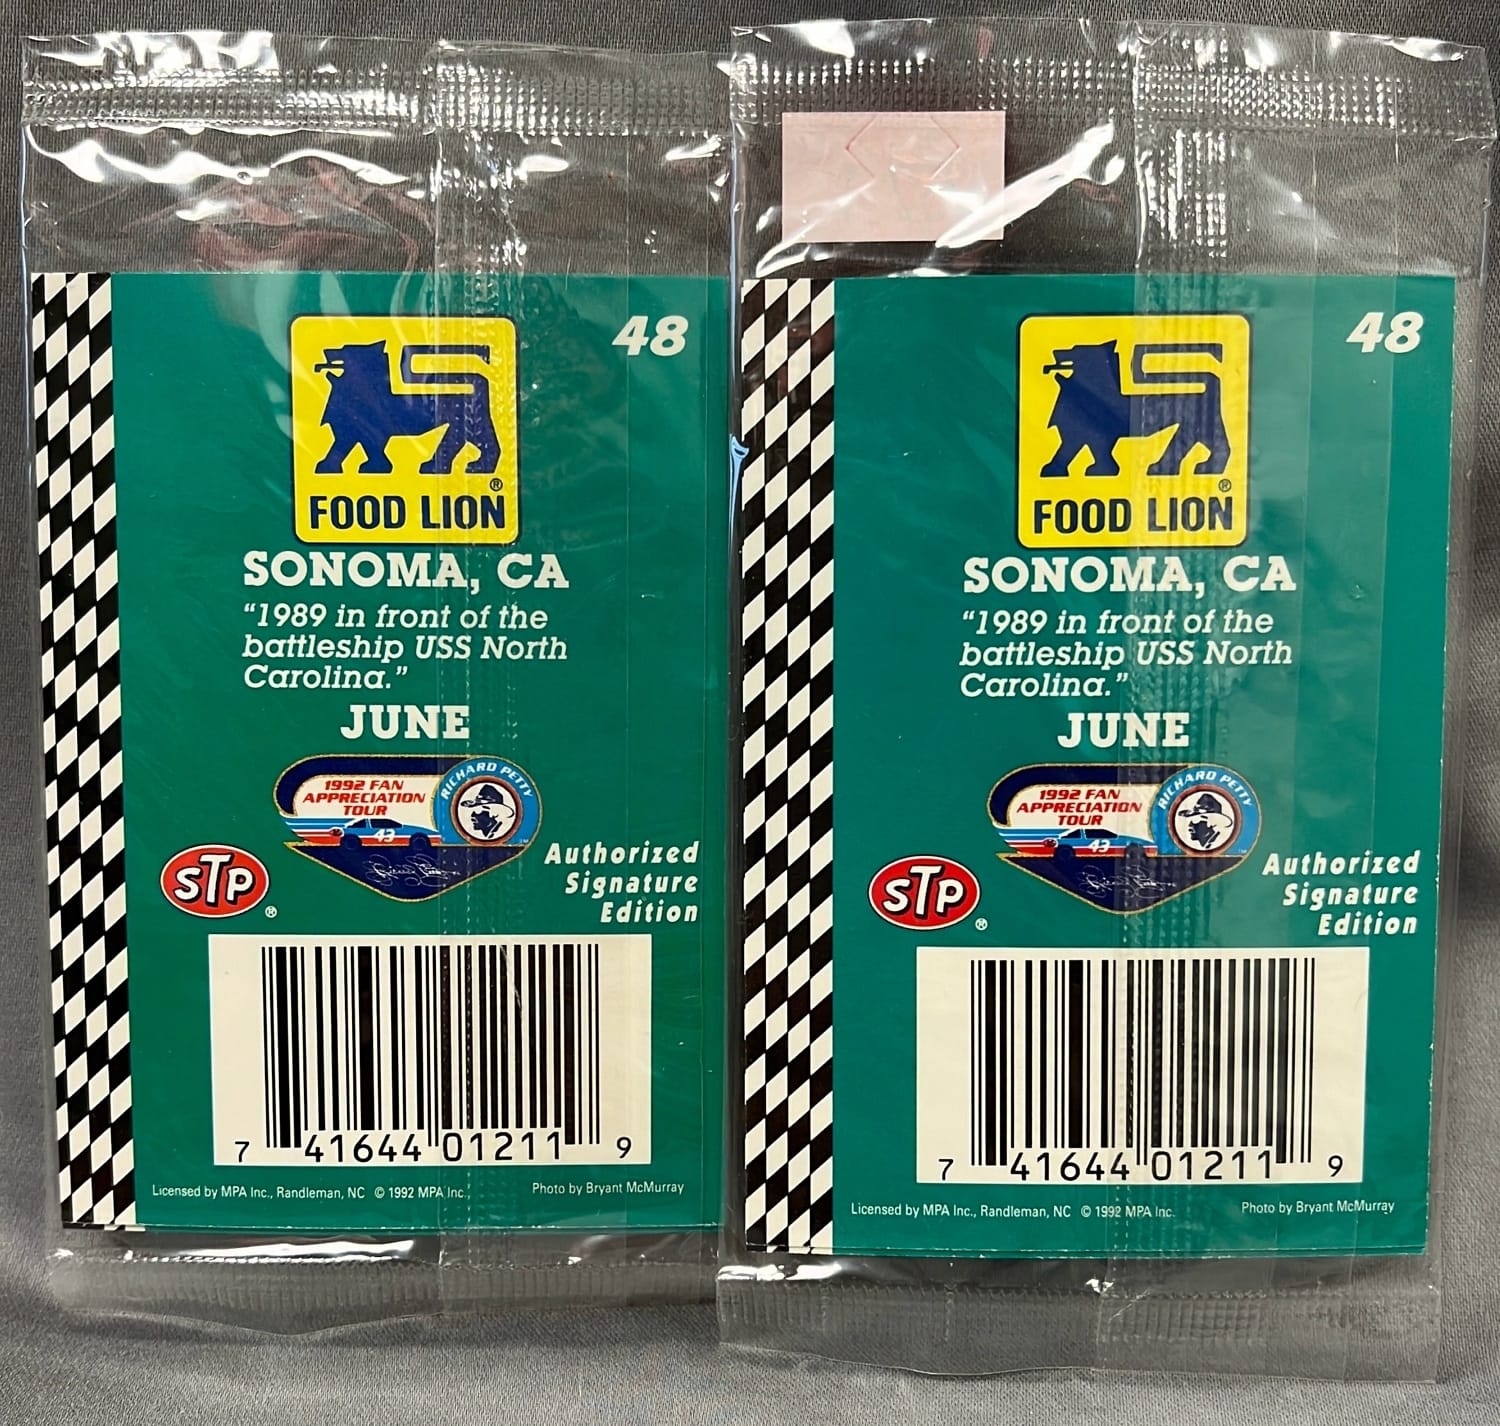 48
FOOD LION®
SONOMA, CA
“1989 in front of the
battleship USS North
Carolina.”
JUNE
1992 FAN
APPRECIATION
TOUR
RICHARD PETTY
43
STP®
Authorized
Signature
Edition
7 41644 01211 9
Licensed by MPA Inc., Randleman, NC © 1992 MPA Inc.
Photo by Bryant McMurray
48
FOOD LION®
SONOMA, CA
“1989 in front of the
battleship USS North
Carolina.”
JUNE
1992 FAN
APPRECIATION
TOUR
RICHARD PETTY
43
STP®
Authorized
Signature
Edition
7 41644 01211 9
Licensed by MPA Inc., Randleman, NC © 1992 MPA Inc.
Photo by Bryant McMurray